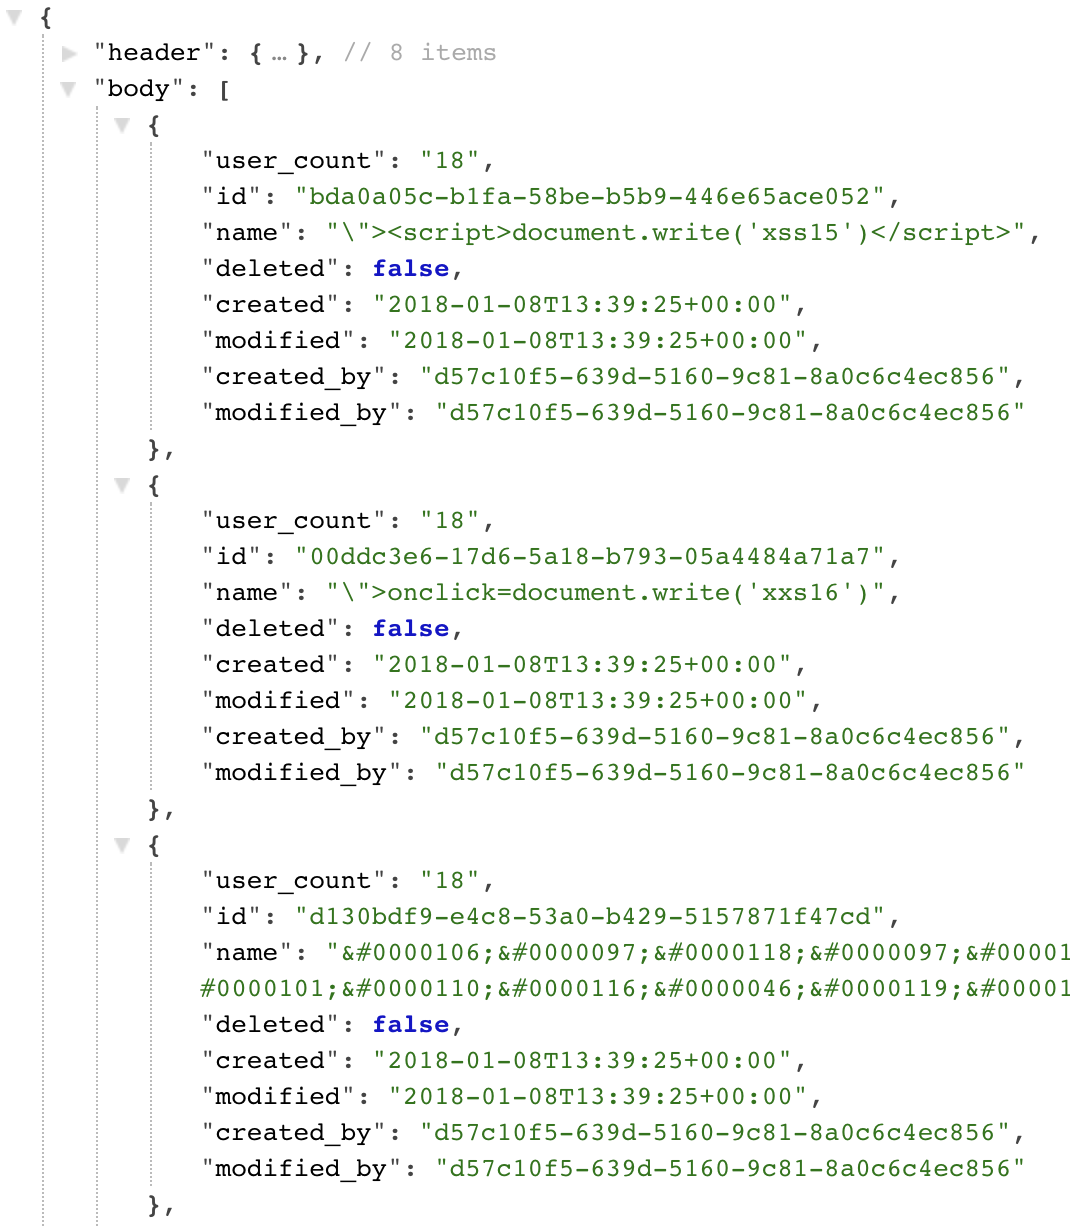 {
"header": { … }, // 8 items
"body": [
{
"user_count": "18",
"id": "bda0a05c-b1fa-58be-b5b9-446e65ace052",
"name": "\"><script>document.write('xss15')</script>",
"deleted": false,
"created": "2018-01-08T13:39:25+00:00",
"modified": "2018-01-08T13:39:25+00:00",
"created_by": "d57c10f5-639d-5160-9c81-8a0c6c4ec856",
"modified_by": "d57c10f5-639d-5160-9c81-8a0c6c4ec856"
},
{
"user_count": "18",
"id": "00ddc3e6-17d6-5a18-b793-05a4484a71a7",
"name": "\">onclick=document.write('xxs16')",
"deleted": false,
"created": "2018-01-08T13:39:25+00:00",
"modified": "2018-01-08T13:39:25+00:00",
"created_by": "d57c10f5-639d-5160-9c81-8a0c6c4ec856",
"modified_by": "d57c10f5-639d-5160-9c81-8a0c6c4ec856"
},
{
"user_count": "18",
"id": "d130bdf9-e4c8-53a0-b429-5157871f47cd",
"name": "&#0000106;&#0000097;&#0000118;&#0000097;&#00001
#0000101;&#0000110;&#0000116;&#0000046;&#0000119;&#00001
"deleted": false,
"created": "2018-01-08T13:39:25+00:00",
"modified": "2018-01-08T13:39:25+00:00",
"created_by": "d57c10f5-639d-5160-9c81-8a0c6c4ec856",
"modified_by": "d57c10f5-639d-5160-9c81-8a0c6c4ec856"
},